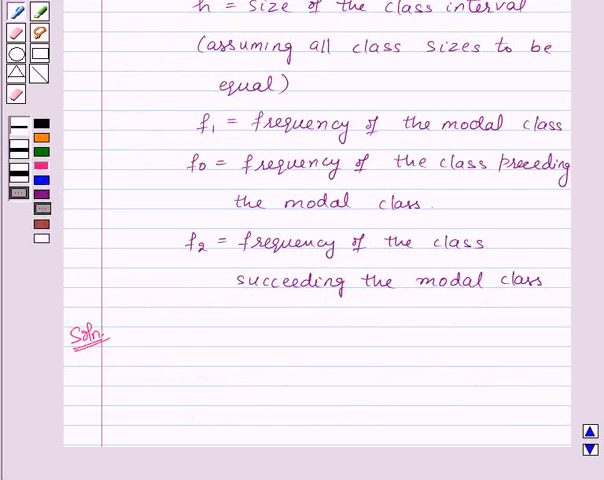 h = size of the class interval
(assuming all class sizes to be
equal)
f₁ = frequency of the modal class
f₀ = frequency of the class preceding
the modal class.
f₂ = frequency of the class
succeeding the modal class
Soln.